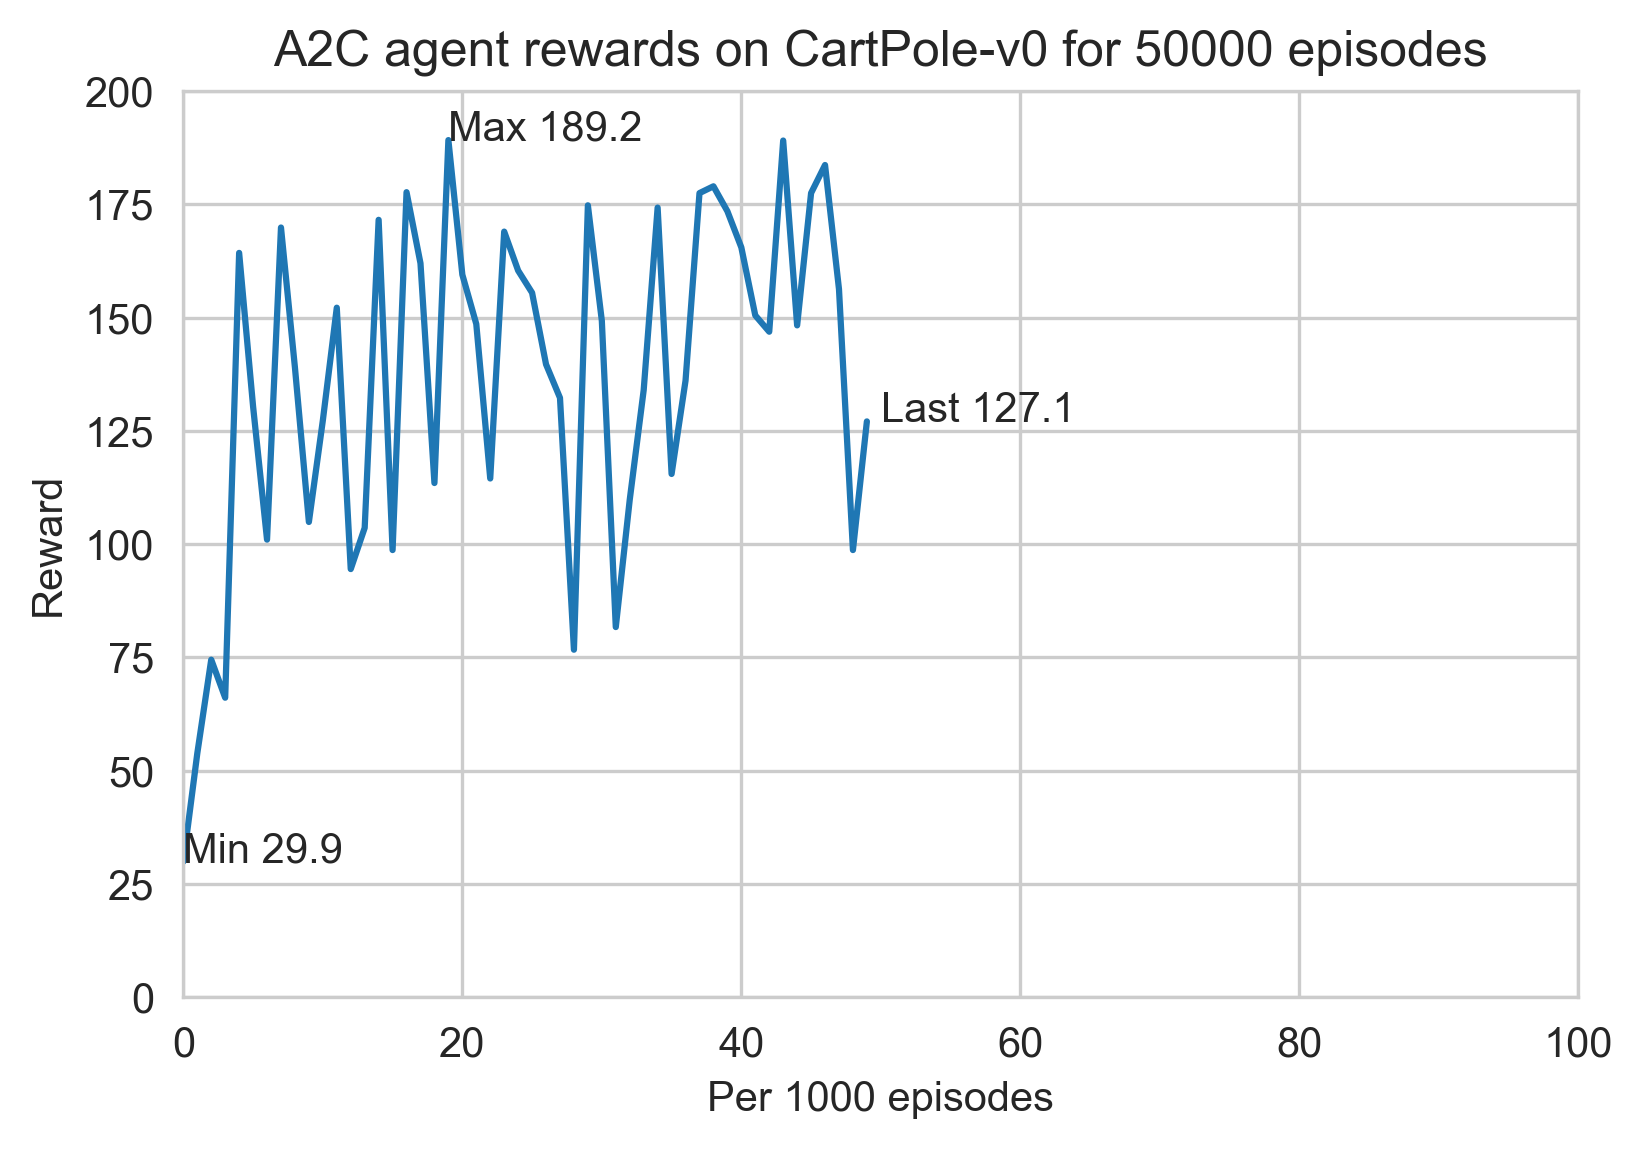 A2C agent rewards on CartPole-v0 for 50000 episodes
200
175
150
125
100
75
50
25
0
Max 189.2
Last 127.1
Min 29.9
Reward
0 20 40 60 80 100
Per 1000 episodes